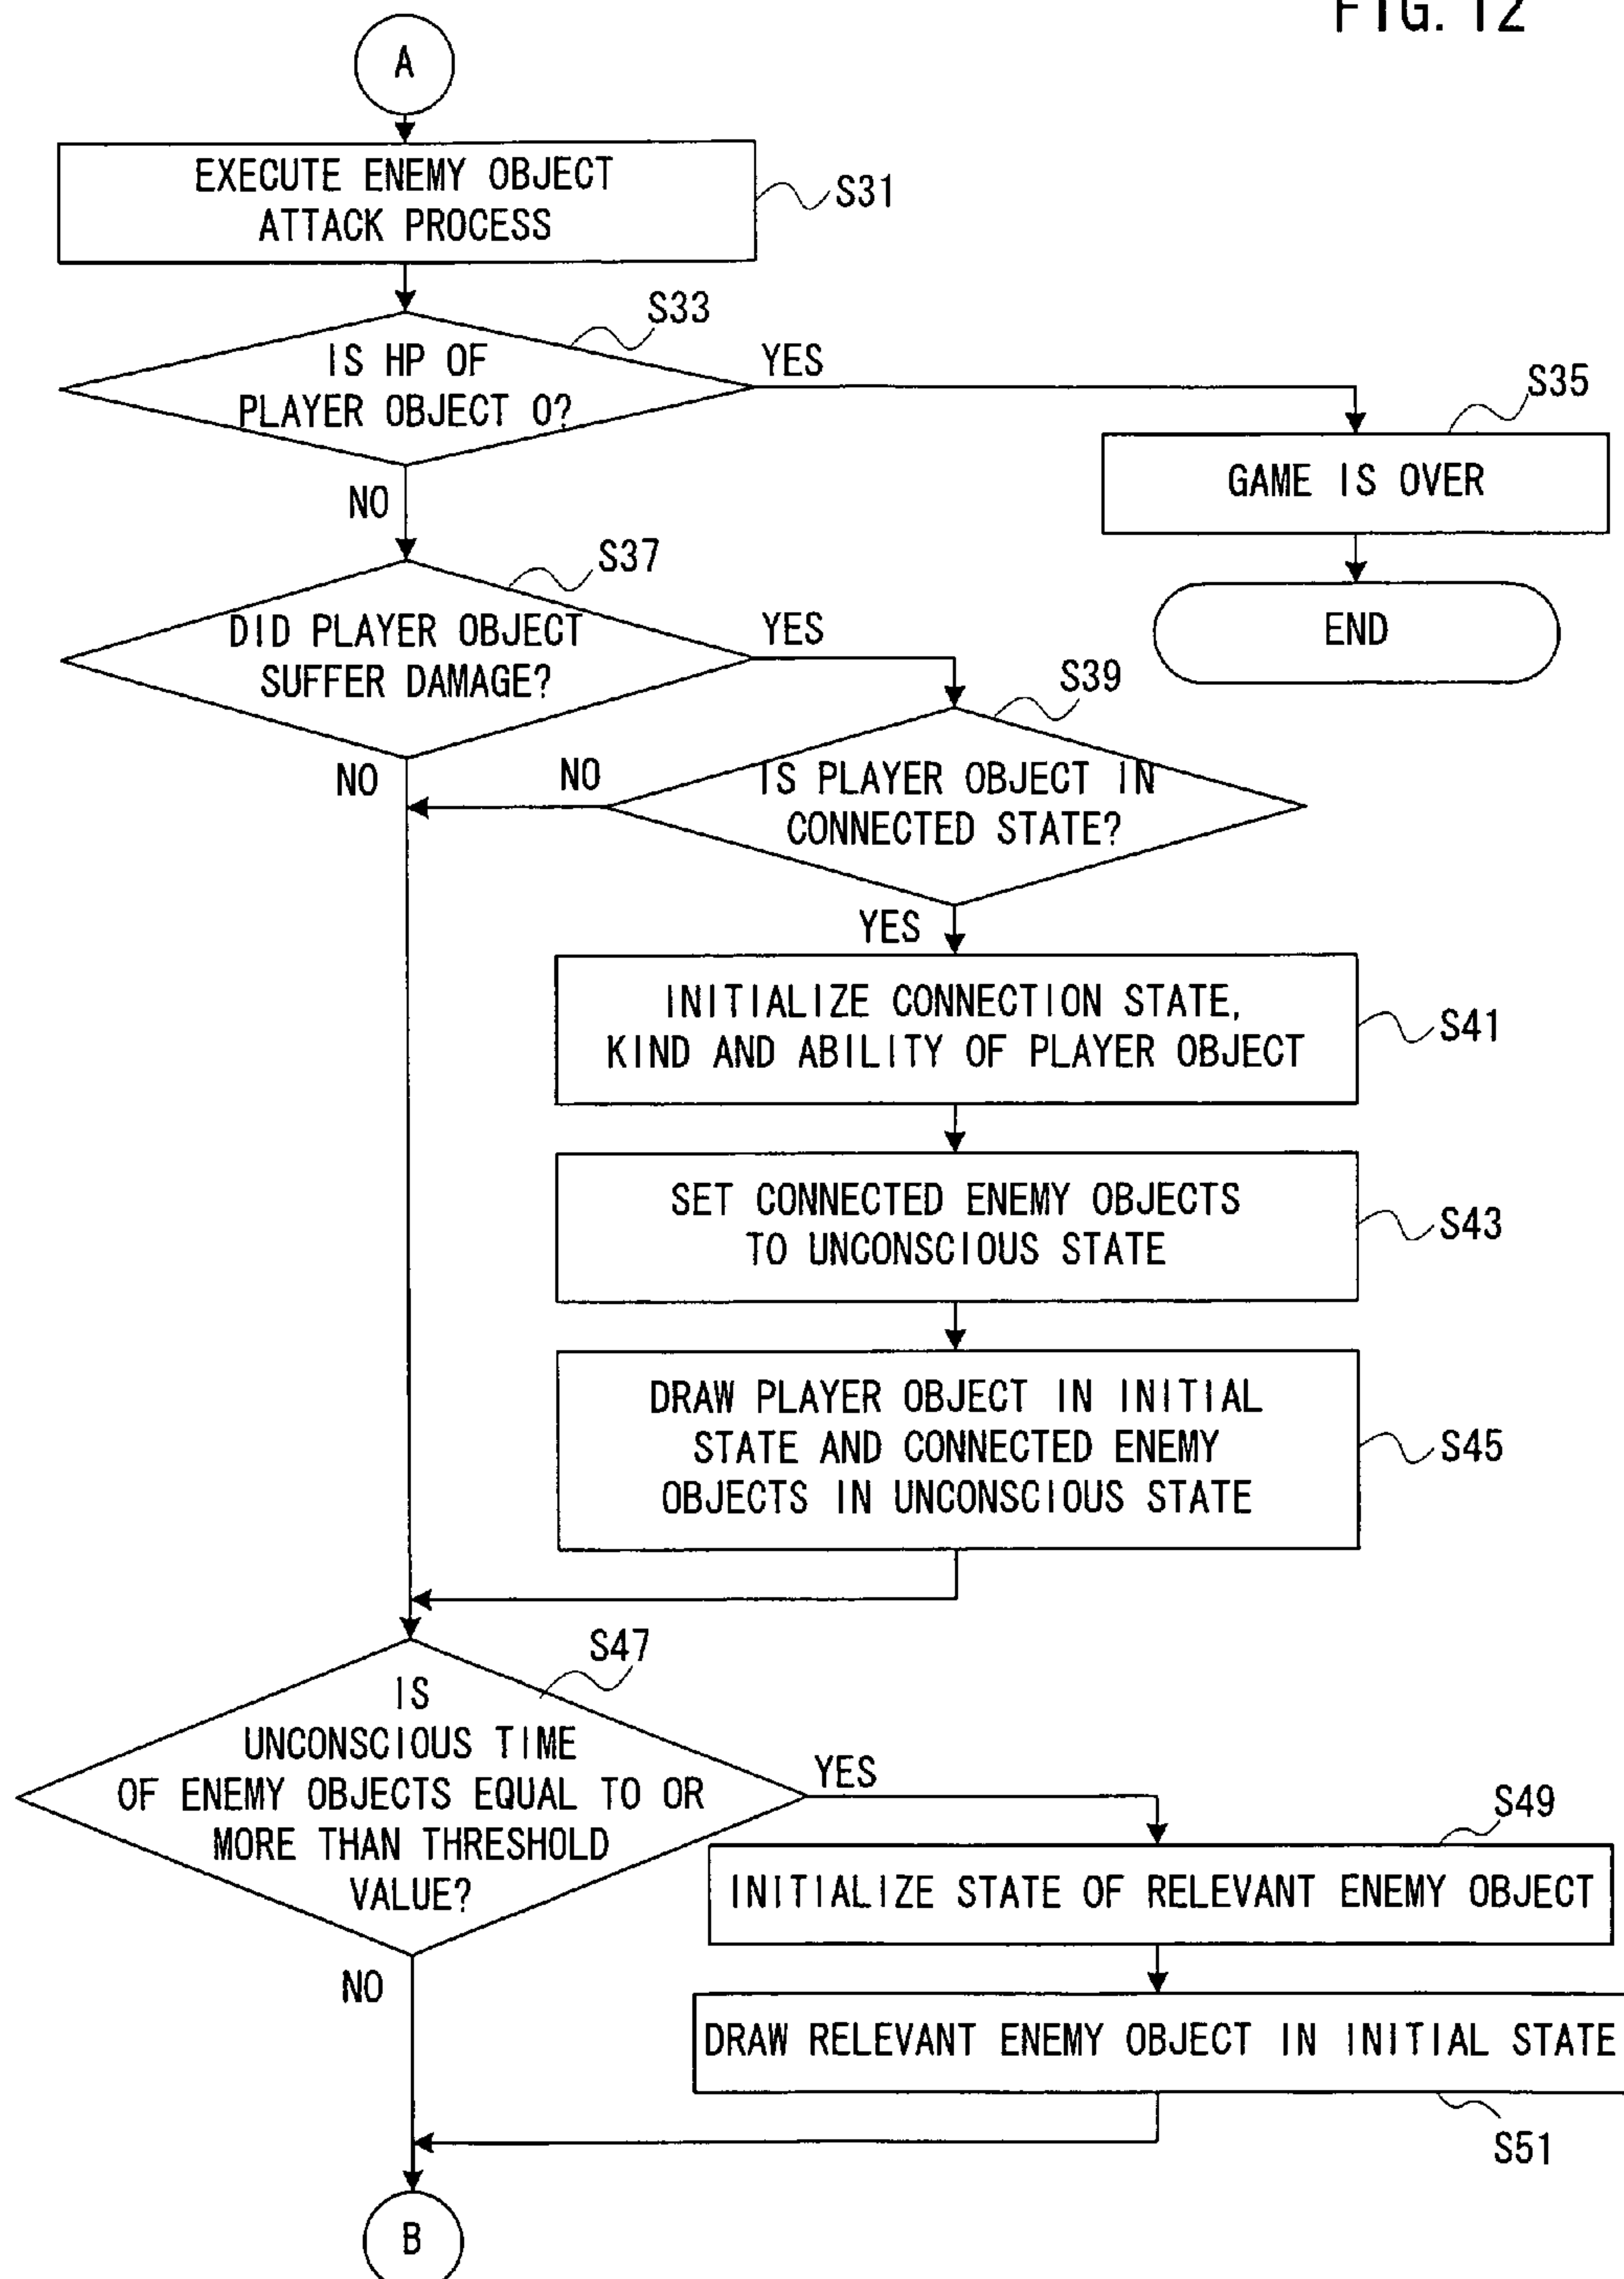 FIG. 12
A
EXECUTE ENEMY OBJECT
ATTACK PROCESS
S31
S33
IS HP OF
PLAYER OBJECT 0?
YES
S35
GAME IS OVER
NO
END
S37
DID PLAYER OBJECT
SUFFER DAMAGE?
YES
S39
NO
NO
IS PLAYER OBJECT IN
CONNECTED STATE?
YES
INITIALIZE CONNECTION STATE,
KIND AND ABILITY OF PLAYER OBJECT
S41
SET CONNECTED ENEMY OBJECTS
TO UNCONSCIOUS STATE
S43
DRAW PLAYER OBJECT IN INITIAL
STATE AND CONNECTED ENEMY
OBJECTS IN UNCONSCIOUS STATE
S45
S47
IS
UNCONSCIOUS TIME
OF ENEMY OBJECTS EQUAL TO OR
MORE THAN THRESHOLD
VALUE?
YES
S49
INITIALIZE STATE OF RELEVANT ENEMY OBJECT
NO
DRAW RELEVANT ENEMY OBJECT IN INITIAL STATE
S51
B